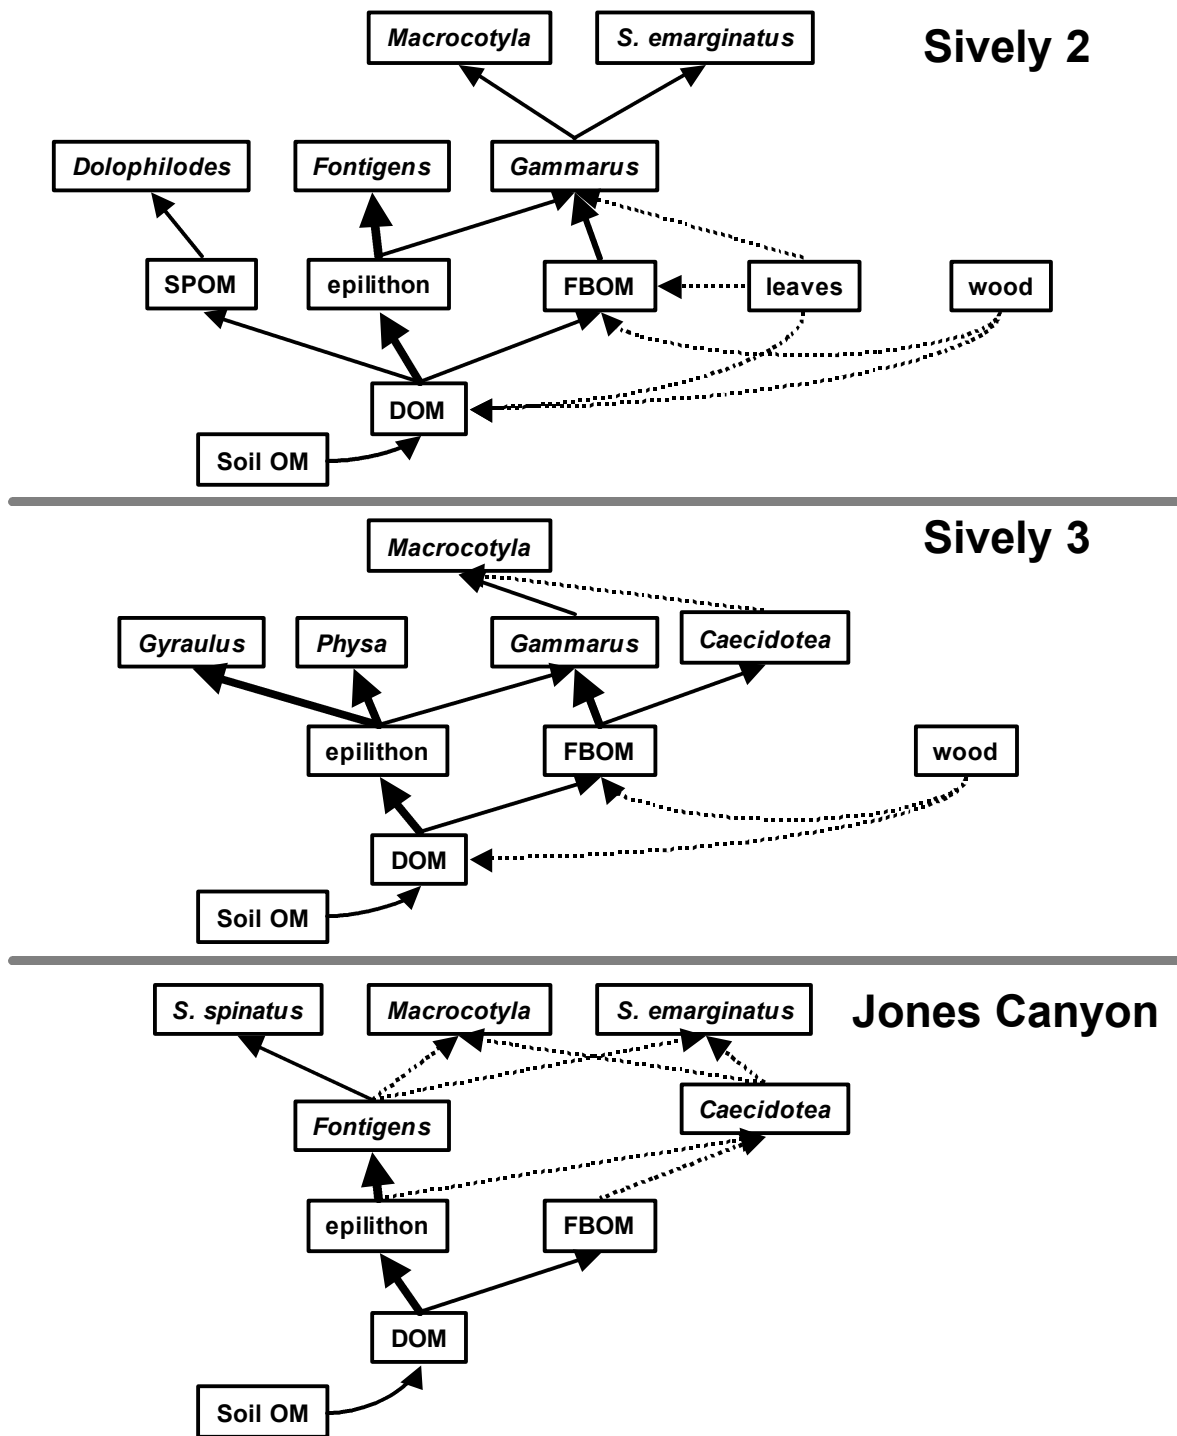 Macrocotyla
S. emarginatus
Sively 2
Dolophilodes
Fontigens
Gammarus
SPOM
epilithon
FBOM
leaves
wood
DOM
Soil OM
Sively 3
Macrocotyla
Gyraulus
Physa
Gammarus
Caecidotea
epilithon
FBOM
wood
DOM
Soil OM
S. spinatus
Macrocotyla
S. emarginatus
Jones Canyon
Fontigens
Caecidotea
epilithon
FBOM
DOM
Soil OM